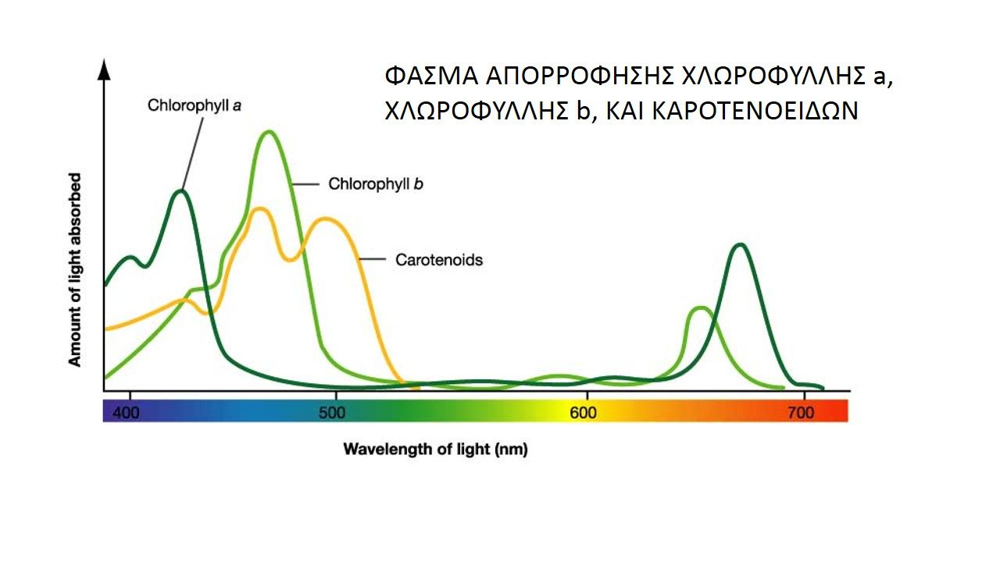 ΦΑΣΜΑ ΑΠΟΡΡΟΦΗΣΗΣ ΧΛΩΡΟΦΥΛΛΗΣ a,
ΧΛΩΡΟΦΥΛΛΗΣ b, ΚΑΙ ΚΑΡΟΤΕΝΟΕΙΔΩΝ
Chlorophyll a
Chlorophyll b
Carotenoids
Amount of light absorbed
400 500 600 700
Wavelength of light (nm)